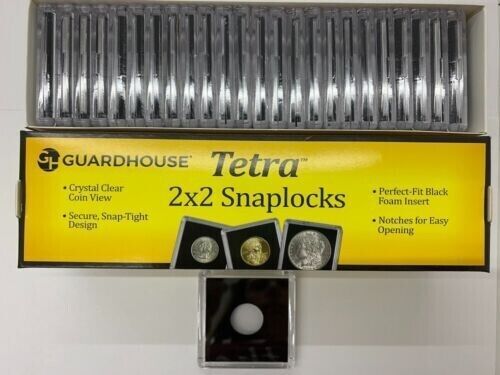 GH GUARDHOUSE®
Tetra™
2x2 Snaplocks
• Crystal Clear
Coin View
• Secure, Snap-Tight
Design
• Perfect-Fit Black
Foam Insert
• Notches for Easy
Opening